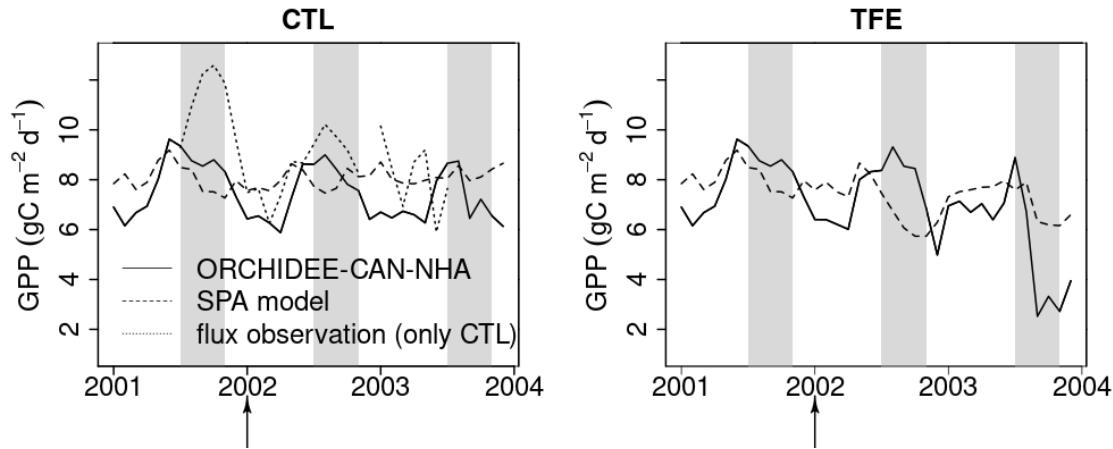 CTL
GPP (gC m⁻² d⁻¹)
10
8
6
4
2
ORCHIDEE-CAN-NHA
SPA model
flux observation (only CTL)
2001 2002 2003 2004
TFE
GPP (gC m⁻² d⁻¹)
10
8
6
4
2
2001 2002 2003 2004